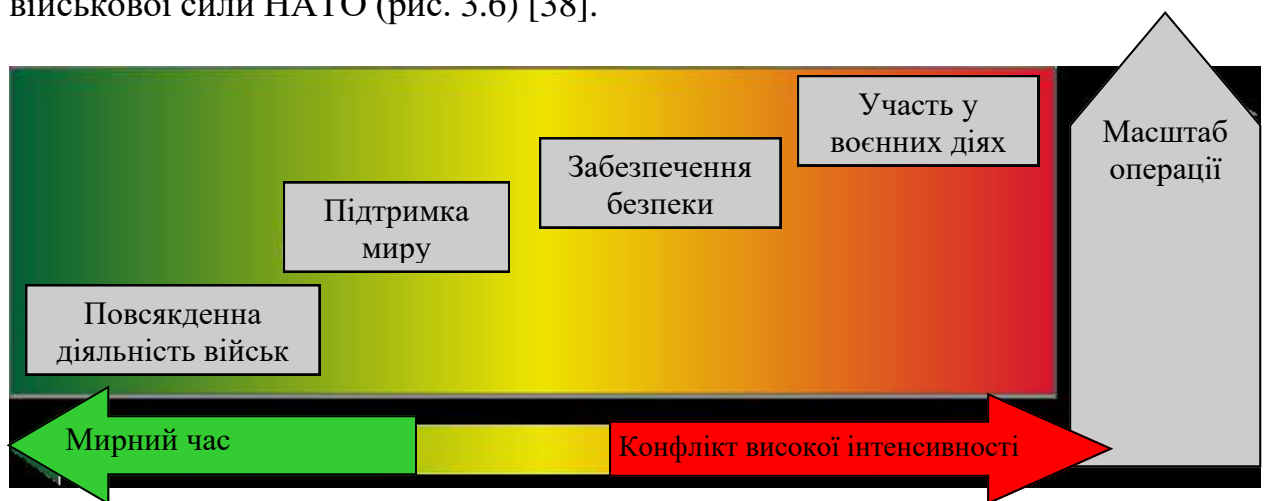 військової сили НАТО (рис. 3.6) [38].
Участь у
воєнних діях
Масштаб
операції
Забезпечення
безпеки
Підтримка
миру
Повсякденна
діяльність військ
Мирний час
Конфлікт високої інтенсивності